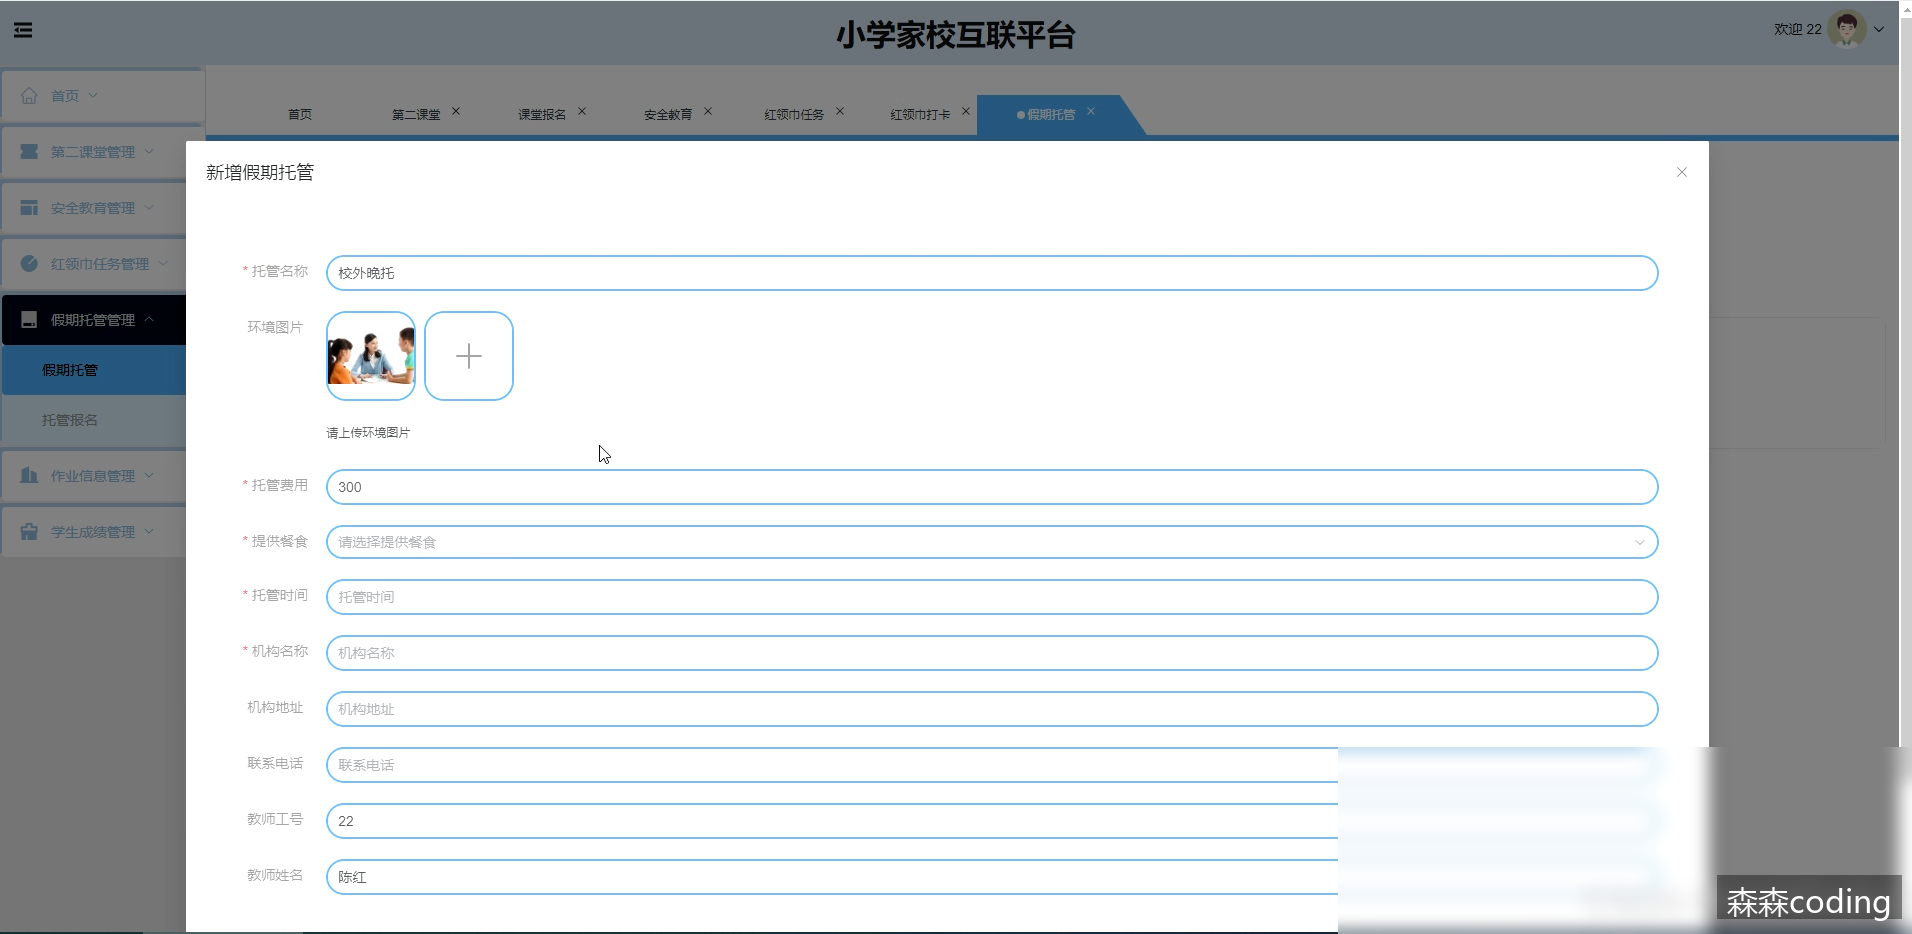 小学家校互联平台
欢迎 22
首页
第二课堂管理
安全教育管理
红领巾任务管理
假期托管管理
假期托管
托管报名
作业信息管理
学生成绩管理
首页
第二课堂
课堂报名
安全教育
红领巾任务
红领巾打卡
假期托管
新增假期托管
* 托管名称
校外晚托
环境图片
请上传环境图片
* 托管费用
300
* 提供餐食
请选择提供餐食
* 托管时间
托管时间
* 机构名称
机构名称
机构地址
机构地址
联系电话
联系电话
教师工号
22
教师姓名
陈红
森森coding